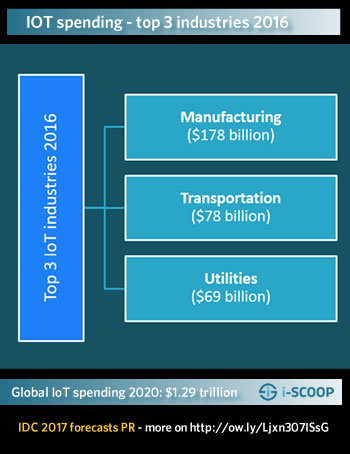 IOT spending - top 3 industries 2016
Top 3 IoT industries 2016
Manufacturing
($178 billion)
Transportation
($78 billion)
Utilities
($69 billion)
Global IoT spending 2020: $1.29 trillion
i-SCOOP
IDC 2017 forecasts PR - more on http://ow.ly/Ljxn307lSsG